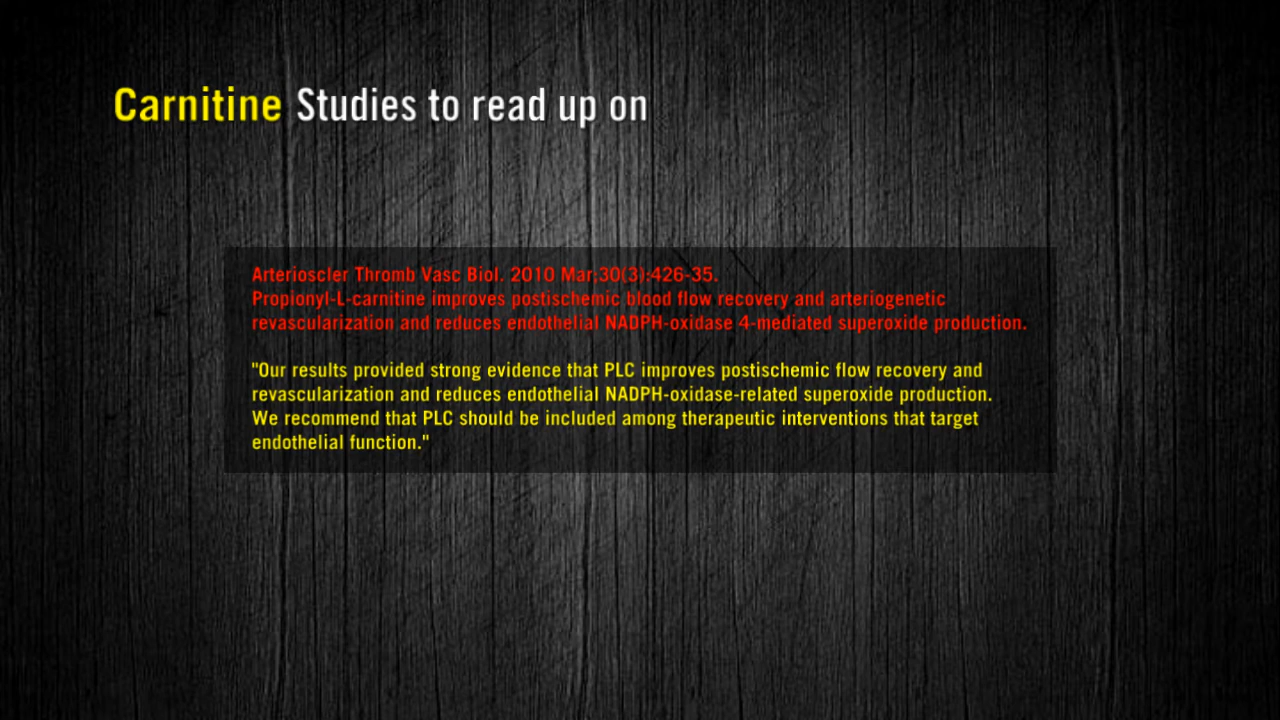 Carnitine Studies to read up on
Arterioscler Thromb Vasc Biol. 2010 Mar;30(3):426-35.
Propionyl-L-carnitine improves postischemic blood flow recovery and arteriogenetic
revascularization and reduces endothelial NADPH-oxidase 4-mediated superoxide production.
"Our results provided strong evidence that PLC improves postischemic flow recovery and
revascularization and reduces endothelial NADPH-oxidase-related superoxide production.
We recommend that PLC should be included among therapeutic interventions that target
endothelial function."